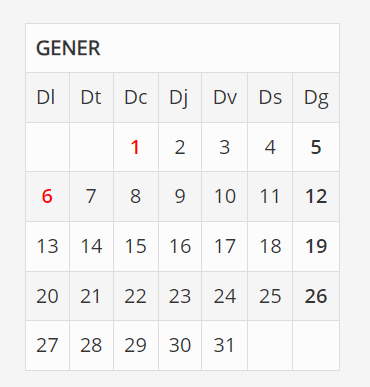 GENER
Dl Dt Dc Dj Dv Ds Dg
1 2 3 4 5
6 7 8 9 10 11 12
13 14 15 16 17 18 19
20 21 22 23 24 25 26
27 28 29 30 31